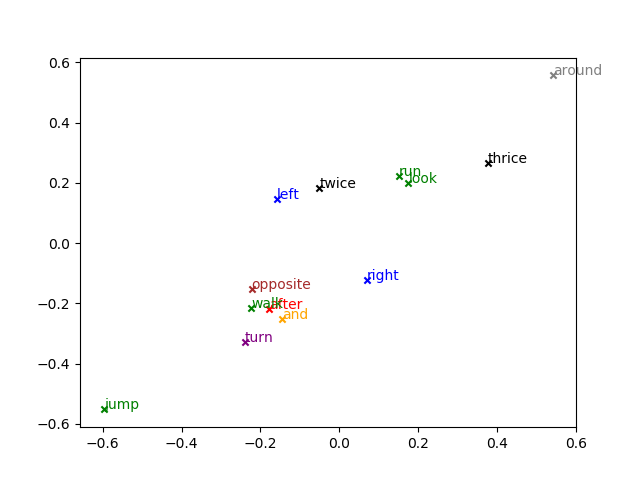 0.6
around
0.4
thrice
run
look
0.2
twice
left
0.0
right
opposite
−0.2
walk
after
and
turn
−0.4
jump
−0.6
−0.6 −0.4 −0.2 0.0 0.2 0.4 0.6